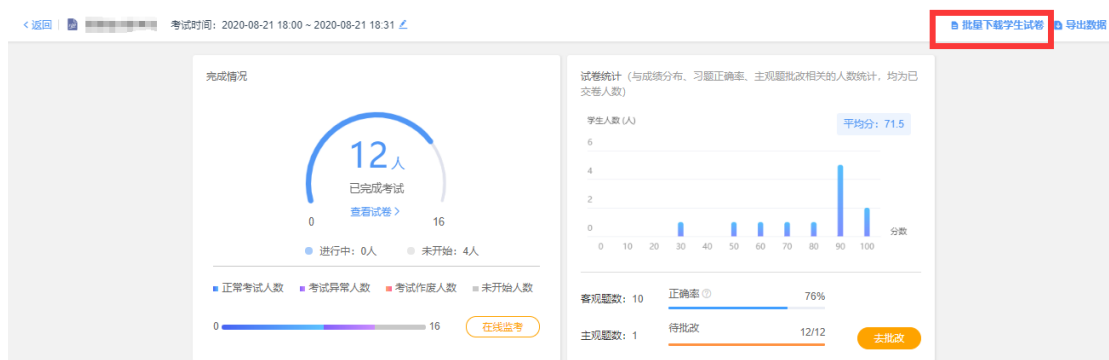 <返回
考试时间：2020-08-21 18:00 ~ 2020-08-21 18:31
批量下载学生试卷
导出数据
完成情况
12人
已完成考试
查看试卷>
0
16
进行中：0人
未开始：4人
正常考试人数
考试异常人数
考试作废人数
未开始人数
0
16
在线监考
试卷统计（与成绩分布、习题正确率、主观题批改相关的人数统计，均为已
交卷人数）
学生人数(人)
平均分：71.5
6
4
2
0
0 10 20 30 40 50 60 70 80 90 100
分数
客观题数：10
正确率
76%
主观题数：1
待批改
12/12
去批改